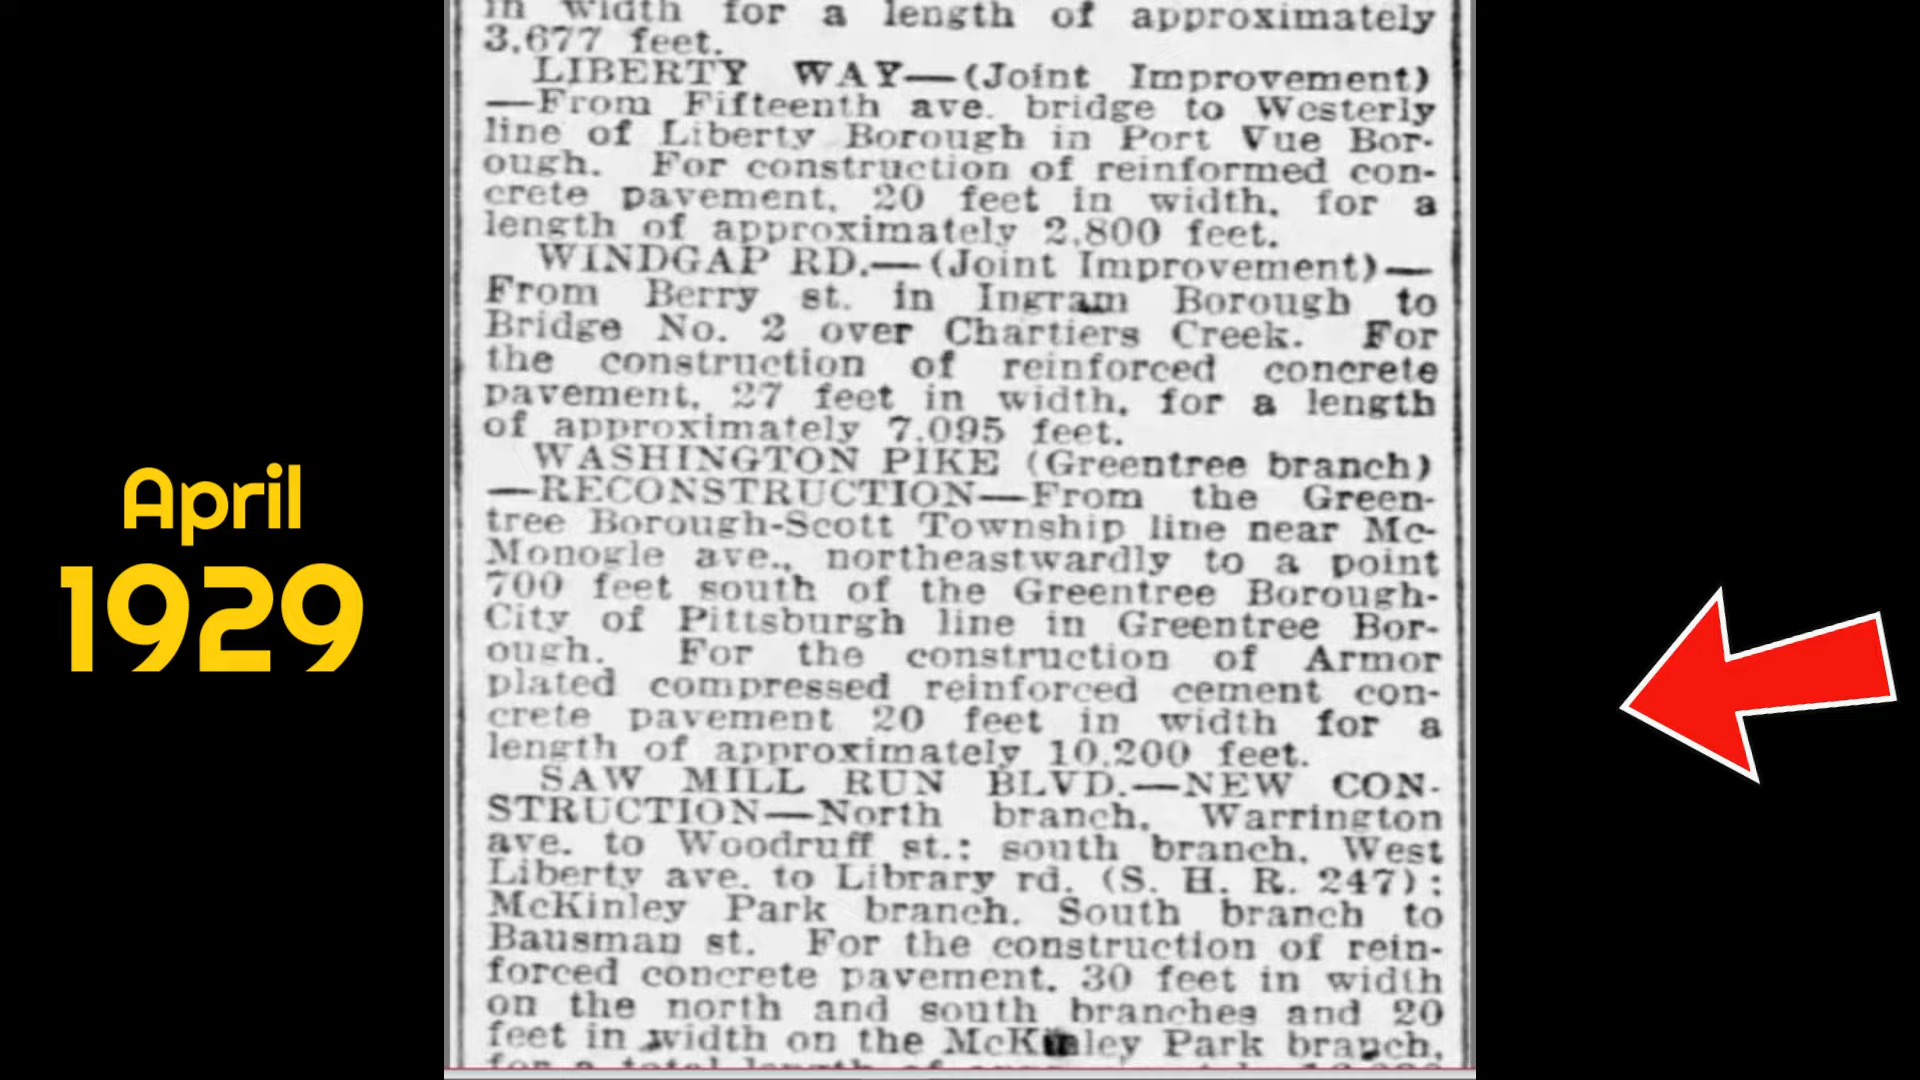 in width for a length of approximately
3,677 feet.
LIBERTY WAY—(Joint Improvement)
—From Fifteenth ave. bridge to Westerly
line of Liberty Borough in Port Vue Bor-
ough. For construction of reinformed con-
crete pavement, 20 feet in width, for a
length of approximately 2,800 feet.
WINDGAP RD.—(Joint Improvement)—
From Berry st. in Ingram Borough to
Bridge No. 2 over Chartiers Creek. For
the construction of reinforced concrete
pavement, 27 feet in width, for a length
of approximately 7,095 feet.
WASHINGTON PIKE (Greentree branch)
—RECONSTRUCTION—From the Green-
tree Borough-Scott Township line near Mc-
Monogle ave., northeastwardly to a point
700 feet south of the Greentree Borough-
City of Pittsburgh line in Greentree Bor-
ough. For the construction of Armor
plated compressed reinforced cement con-
crete pavement 20 feet in width for a
length of approximately 10,200 feet.
SAW MILL RUN BLVD.—NEW CON-
STRUCTION—North branch, Warrington
ave. to Woodruff st.; south branch, West
Liberty ave. to Library rd. (S. H. R. 247);
McKinley Park branch, South branch to
Bausman st. For the construction of rein-
forced concrete pavement, 30 feet in width
on the north and south branches and 20
feet in width on the McKinley Park branch,
for a total length of
April
1929